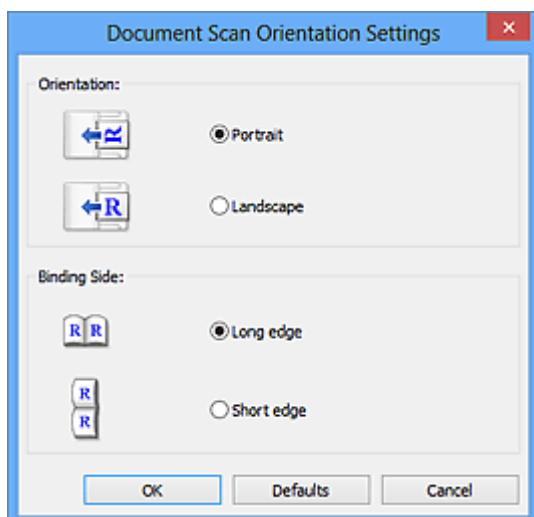 Document Scan Orientation Settings
Orientation:
R
Portrait
R
Landscape
Binding Side:
R R
Long edge
R
R
Short edge
OK Defaults Cancel